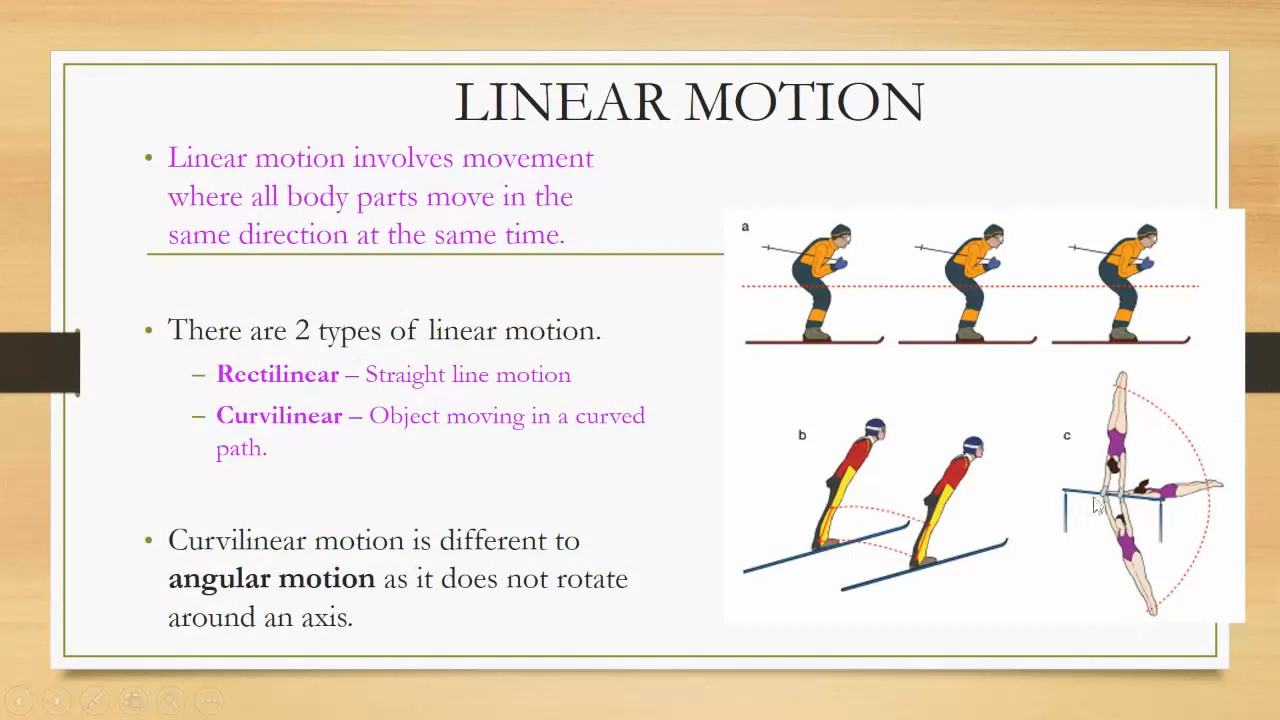 LINEAR MOTION
• Linear motion involves movement
where all body parts move in the
same direction at the same time.
• There are 2 types of linear motion.
– Rectilinear – Straight line motion
– Curvilinear – Object moving in a curved
path.
• Curvilinear motion is different to
angular motion as it does not rotate
around an axis.
a
b
c